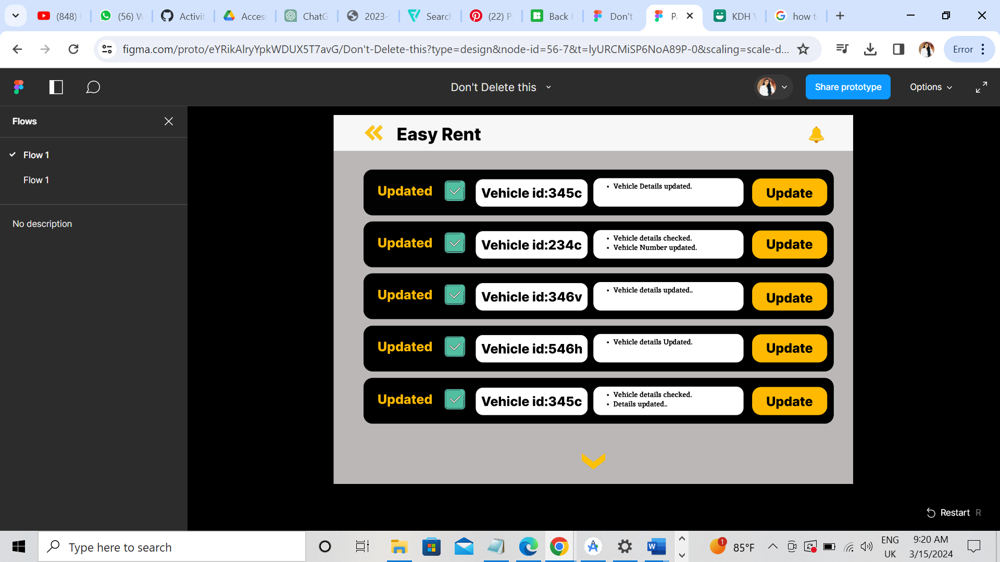 (848)
(56) W
Activit
Access
ChatG
2023-
Search
(22) P
Back
Don't
P
KDH V
how t
figma.com/proto/eYRikAlryYpkWDUX5T7avG/Don't-Delete-this?type=design&node-id=56-7&t=lyURCMiSP6NoA89P-0&scaling=scale-d...
Error
Don't Delete this
Share prototype
Options
Flows
Flow 1
Flow 1
No description
Easy Rent
Updated
Vehicle id:345c
▪ Vehicle Details updated.
Update
Updated
Vehicle id:234c
▪ Vehicle details checked.
▪ Vehicle Number updated.
Update
Updated
Vehicle id:346v
▪ Vehicle details updated..
Update
Updated
Vehicle id:546h
▪ Vehicle details Updated.
Update
Updated
Vehicle id:345c
▪ Vehicle details checked.
▪ Details updated..
Update
Restart R
Type here to search
1
85°F
ENG
UK
9:20 AM
3/15/2024